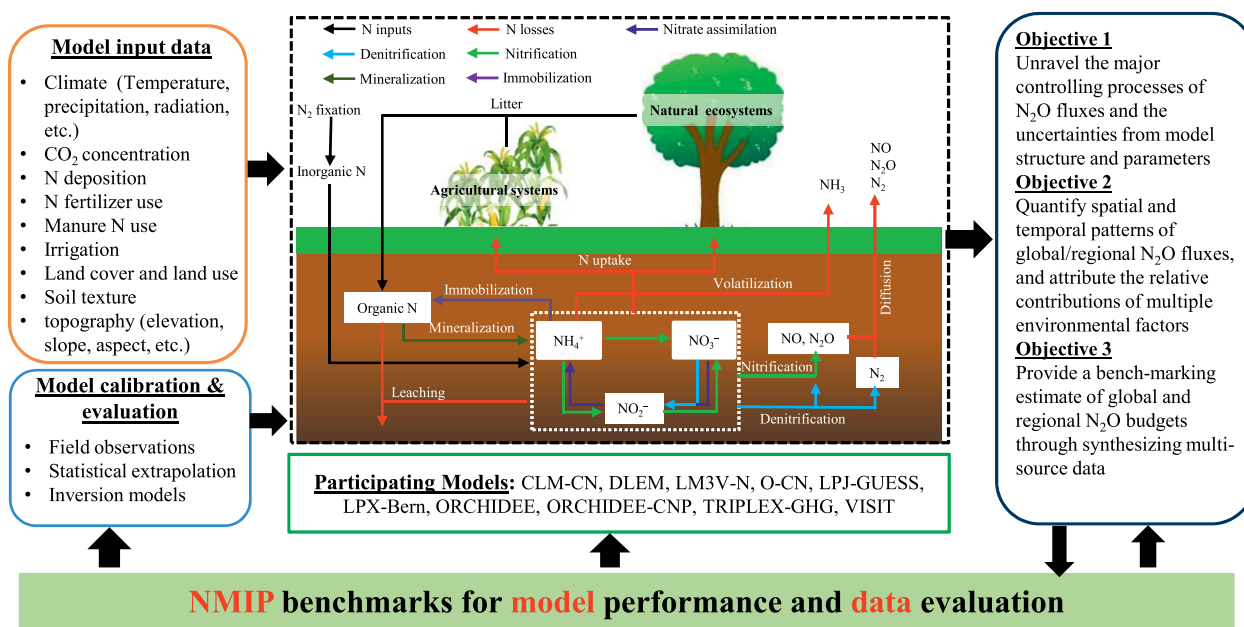 Model input data
• Climate (Temperature,
precipitation, radiation,
etc.)
• CO₂ concentration
• N deposition
• N fertilizer use
• Manure N use
• Irrigation
• Land cover and land use
• Soil texture
• topography (elevation,
slope, aspect, etc.)
Model calibration &
evaluation
• Field observations
• Statistical extrapolation
• Inversion models
N inputs
N losses
Nitrate assimilation
Denitrification
Nitrification
Mineralization
Immobilization
N₂ fixation
Litter
Natural ecosystems
Inorganic N
Agricultural systems
NH₃
NO
N₂O
N₂
N uptake
Volatilization
Diffusion
Immobilization
Organic N
Mineralization
NH₄⁺
NO₃⁻
NO, N₂O
Nitrification
N₂
Leaching
NO₂⁻
Denitrification
Participating Models: CLM-CN, DLEM, LM3V-N, O-CN, LPJ-GUESS,
LPX-Bern, ORCHIDEE, ORCHIDEE-CNP, TRIPLEX-GHG, VISIT
Objective 1
Unravel the major
controlling processes of
N₂O fluxes and the
uncertainties from model
structure and parameters
Objective 2
Quantify spatial and
temporal patterns of
global/regional N₂O fluxes,
and attribute the relative
contributions of multiple
environmental factors
Objective 3
Provide a bench-marking
estimate of global and
regional N₂O budgets
through synthesizing multi-
source data
NMIP benchmarks for model performance and data evaluation